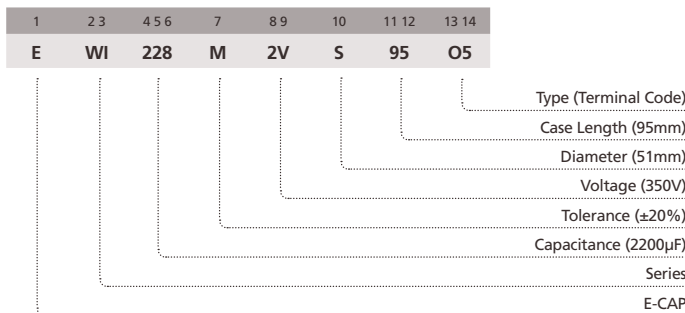 1 2 3 4 5 6 7 8 9 10 11 12 13 14
E WI 228 M 2V S 95 O5
Type (Terminal Code)
Case Length (95mm)
Diameter (51mm)
Voltage (350V)
Tolerance (±20%)
Capacitance (2200µF)
Series
E-CAP